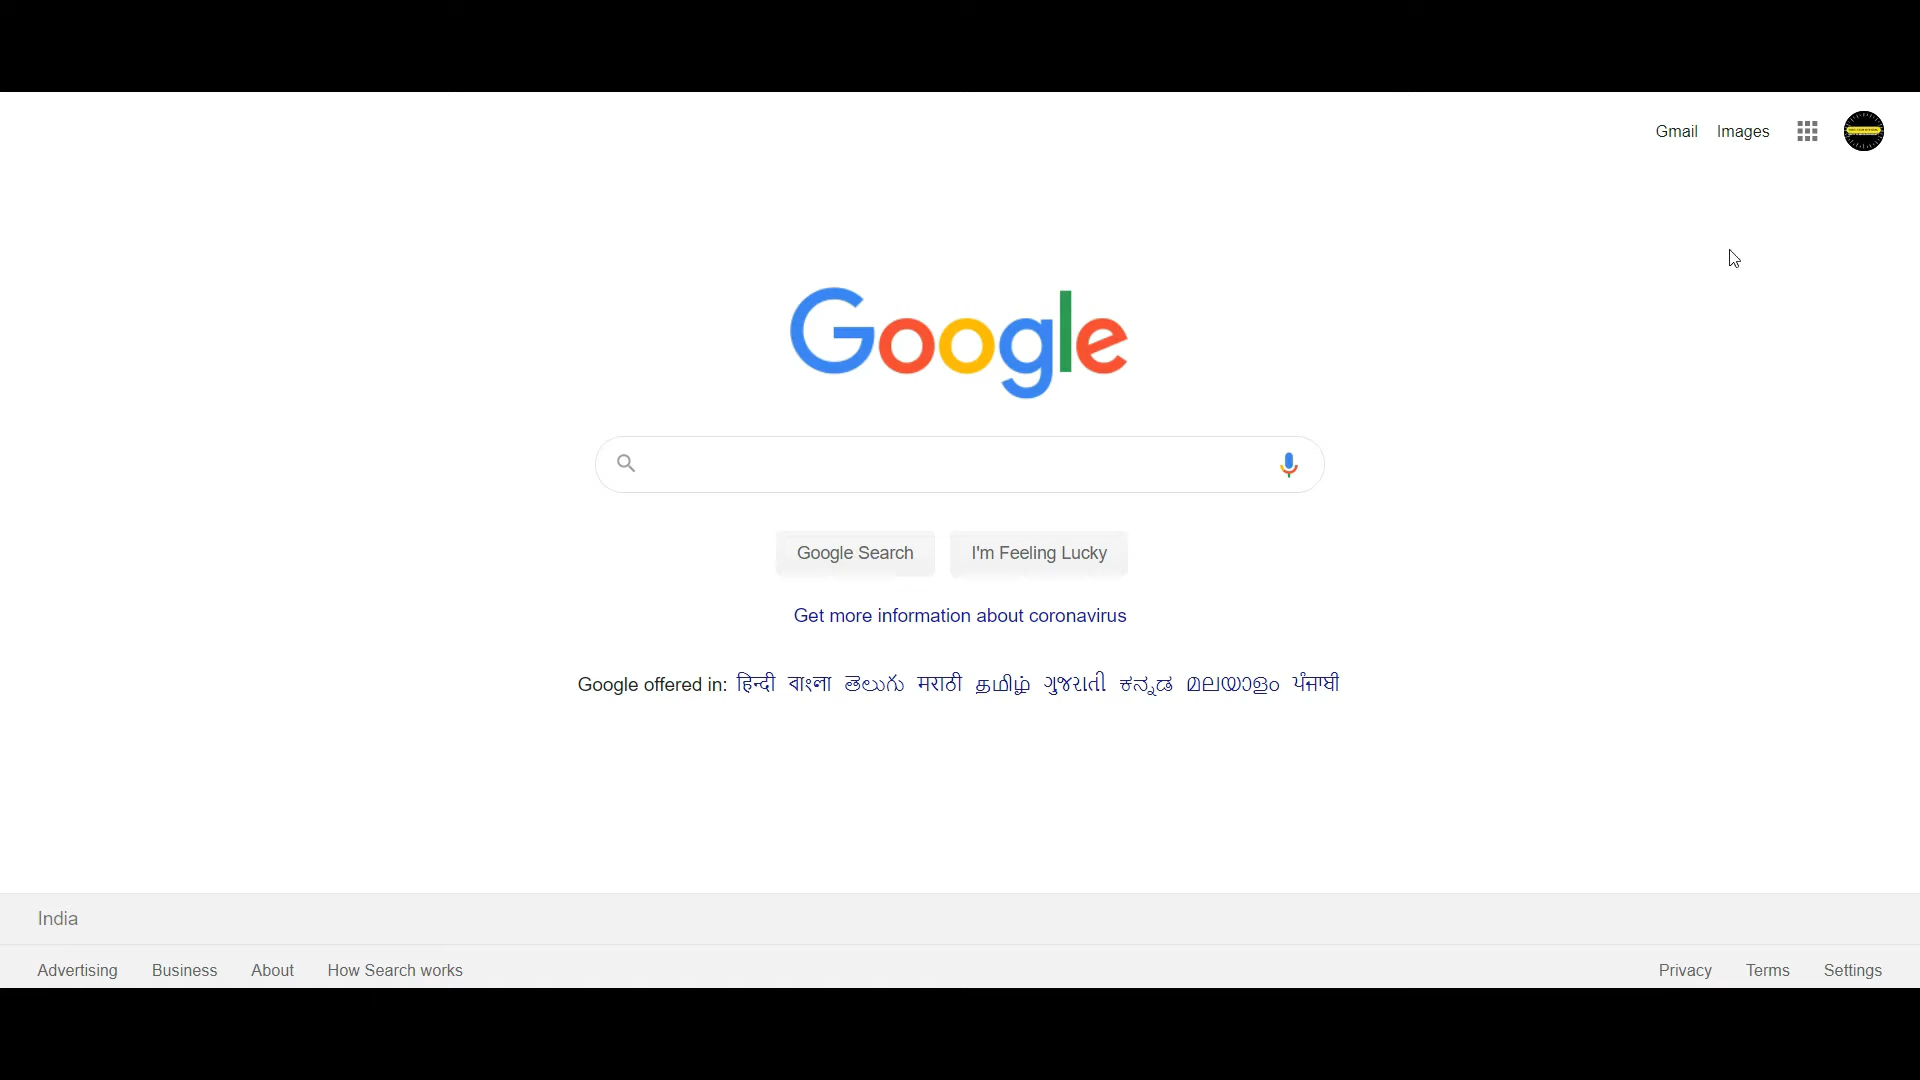 Gmail Images
Google
Google Search I'm Feeling Lucky
Get more information about coronavirus
Google offered in: हिन्दी বাংলা తెలుగు मराठी தமிழ் ગુજરાતી ಕನ್ನಡ മലയാളം ਪੰਜਾਬੀ
India
Advertising Business About How Search works Privacy Terms Settings